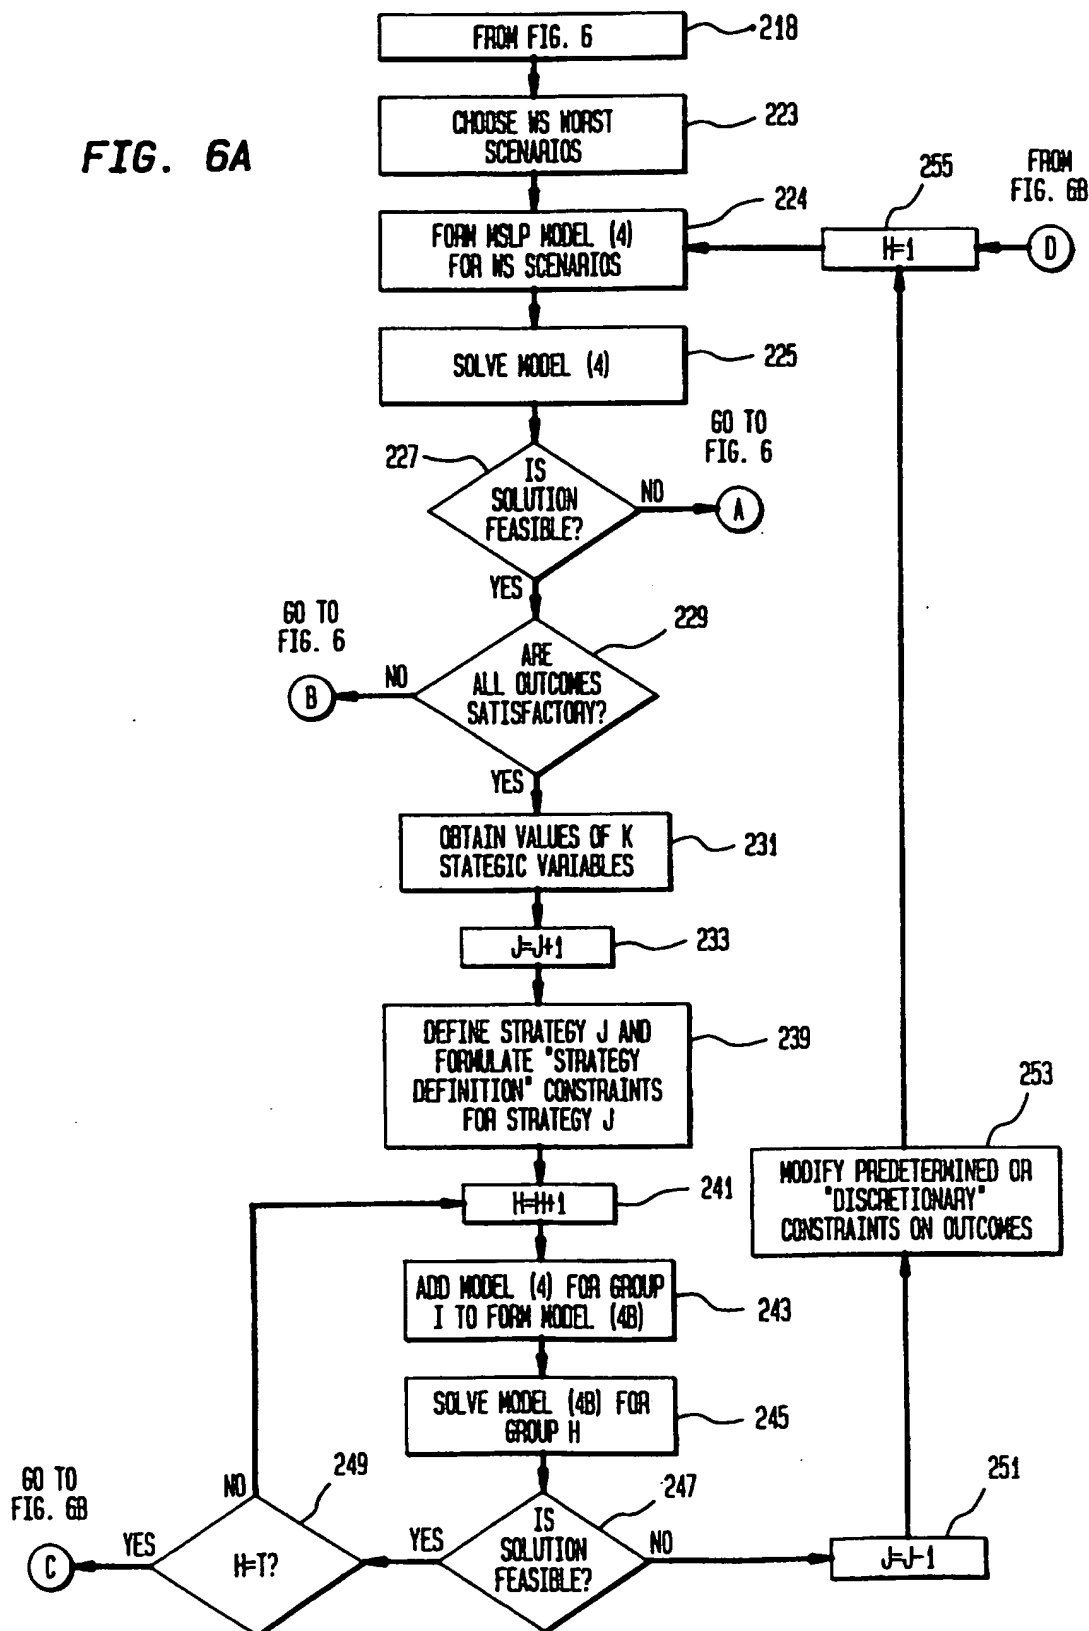 FROM FIG. 6
218
FIG. 6A
CHOOSE WS WORST
SCENARIOS
223
FORM MSLP MODEL (4)
FOR WS SCENARIOS
224
255
H=1
FROM
FIG. 6B
D
SOLVE MODEL (4)
225
227
IS
SOLUTION
FEASIBLE?
NO
GO TO
FIG. 6
A
YES
229
ARE
ALL OUTCOMES
SATISFACTORY?
NO
GO TO
FIG. 6
B
YES
OBTAIN VALUES OF K
STATEGIC VARIABLES
231
J=J+1
233
DEFINE STRATEGY J AND
FORMULATE "STRATEGY
DEFINITION" CONSTRAINTS
FOR STRATEGY J
239
253
MODIFY PREDETERMINED OR
"DISCRETIONARY"
CONSTRAINTS ON OUTCOMES
H=H+1
241
ADD MODEL (4) FOR GROUP
I TO FORM MODEL (4B)
243
SOLVE MODEL (4B) FOR
GROUP H
245
247
IS
SOLUTION
FEASIBLE?
NO
251
J=J-1
YES
249
H=T?
NO
YES
GO TO
FIG. 6B
C